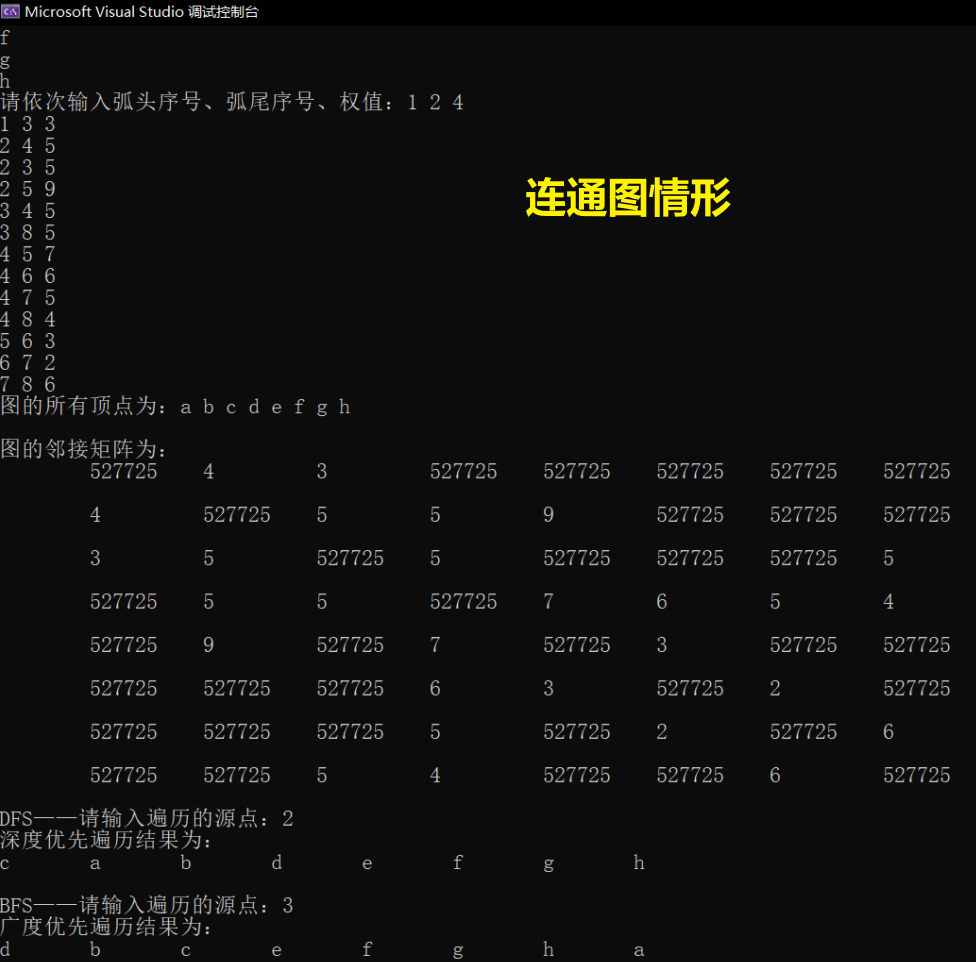 Microsoft Visual Studio 调试控制台
f
g
h
请依次输入弧头序号、弧尾序号、权值：1 2 4
1 3 3
2 4 5
2 3 5
2 5 9
3 4 5
3 8 5
4 5 7
4 6 6
4 7 5
4 8 4
5 6 3
6 7 2
7 8 6
连通图情形
图的所有顶点为：a b c d e f g h
图的邻接矩阵为：
527725 4 3 527725 527725 527725 527725 527725
4 527725 5 5 9 527725 527725 527725
3 5 527725 5 527725 527725 527725 5
527725 5 5 527725 7 6 5 4
527725 9 527725 7 527725 3 527725 527725
527725 527725 527725 6 3 527725 2 527725
527725 527725 527725 5 527725 2 527725 6
527725 527725 5 4 527725 527725 6 527725
DFS——请输入遍历的源点：2
深度优先遍历结果为：
c a b d e f g h
BFS——请输入遍历的源点：3
广度优先遍历结果为：
d b c e f g h a